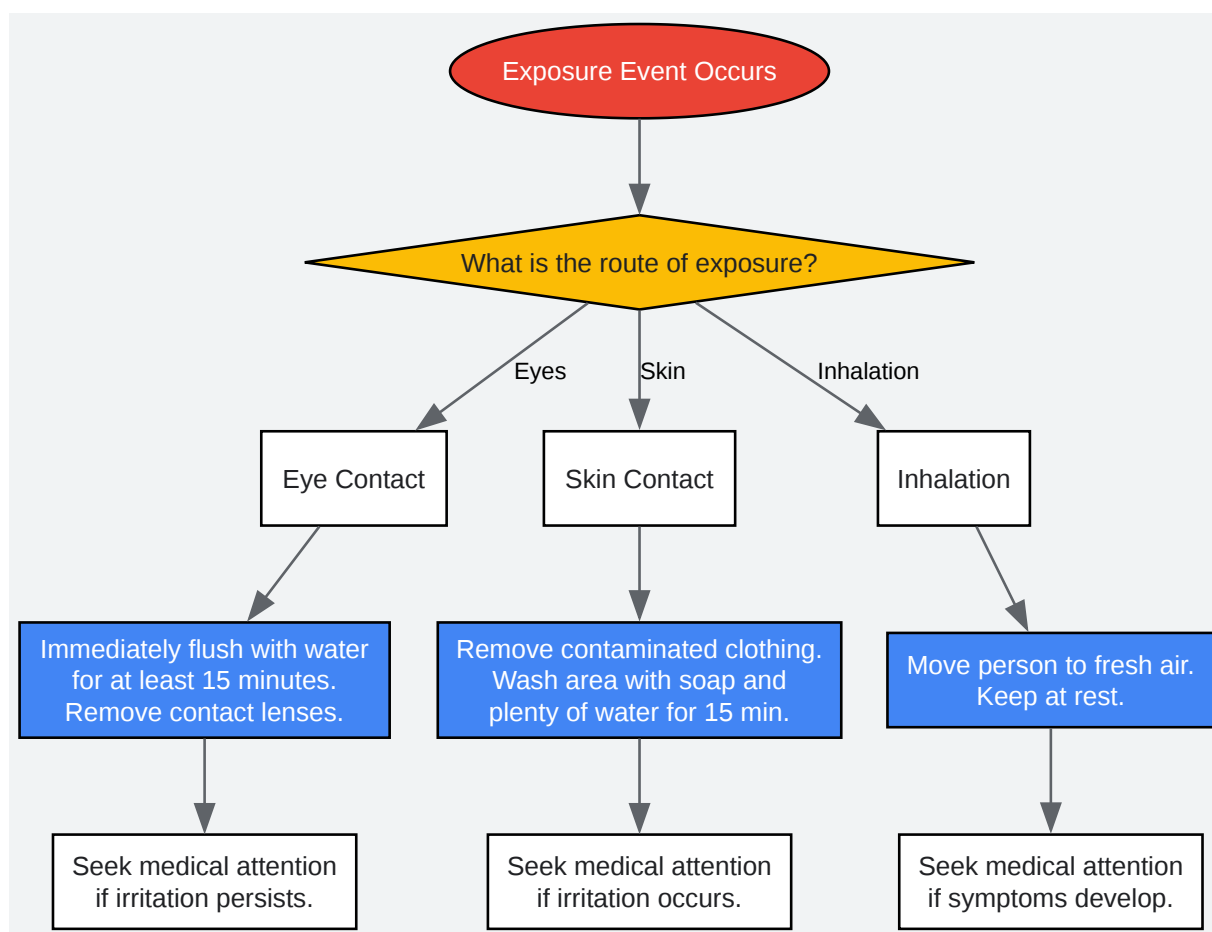 Exposure Event Occurs
What is the route of exposure?
Eyes
Skin
Inhalation
Eye Contact
Skin Contact
Inhalation
Immediately flush with water
for at least 15 minutes.
Remove contact lenses.
Remove contaminated clothing.
Wash area with soap and
plenty of water for 15 min.
Move person to fresh air.
Keep at rest.
Seek medical attention
if irritation persists.
Seek medical attention
if irritation occurs.
Seek medical attention
if symptoms develop.